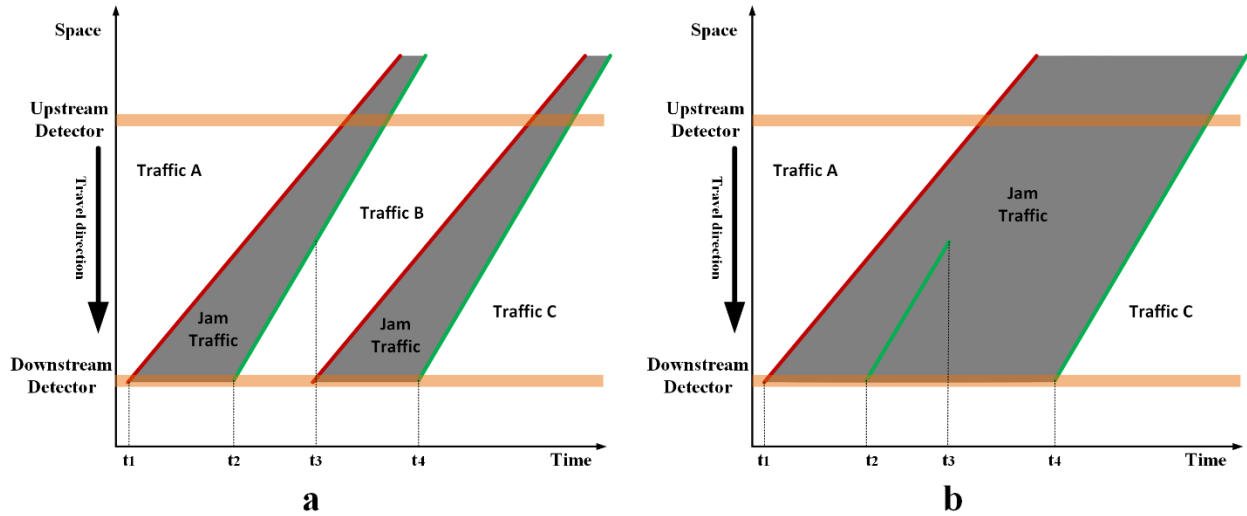 Space
Upstream
Detector
Travel direction
Traffic A
Traffic B
Jam
Traffic
Jam
Traffic
Traffic C
Downstream
Detector
t1
t2
t3
t4
Time
a
Space
Upstream
Detector
Travel direction
Traffic A
Jam
Traffic
Traffic C
Downstream
Detector
t1
t2
t3
t4
Time
b